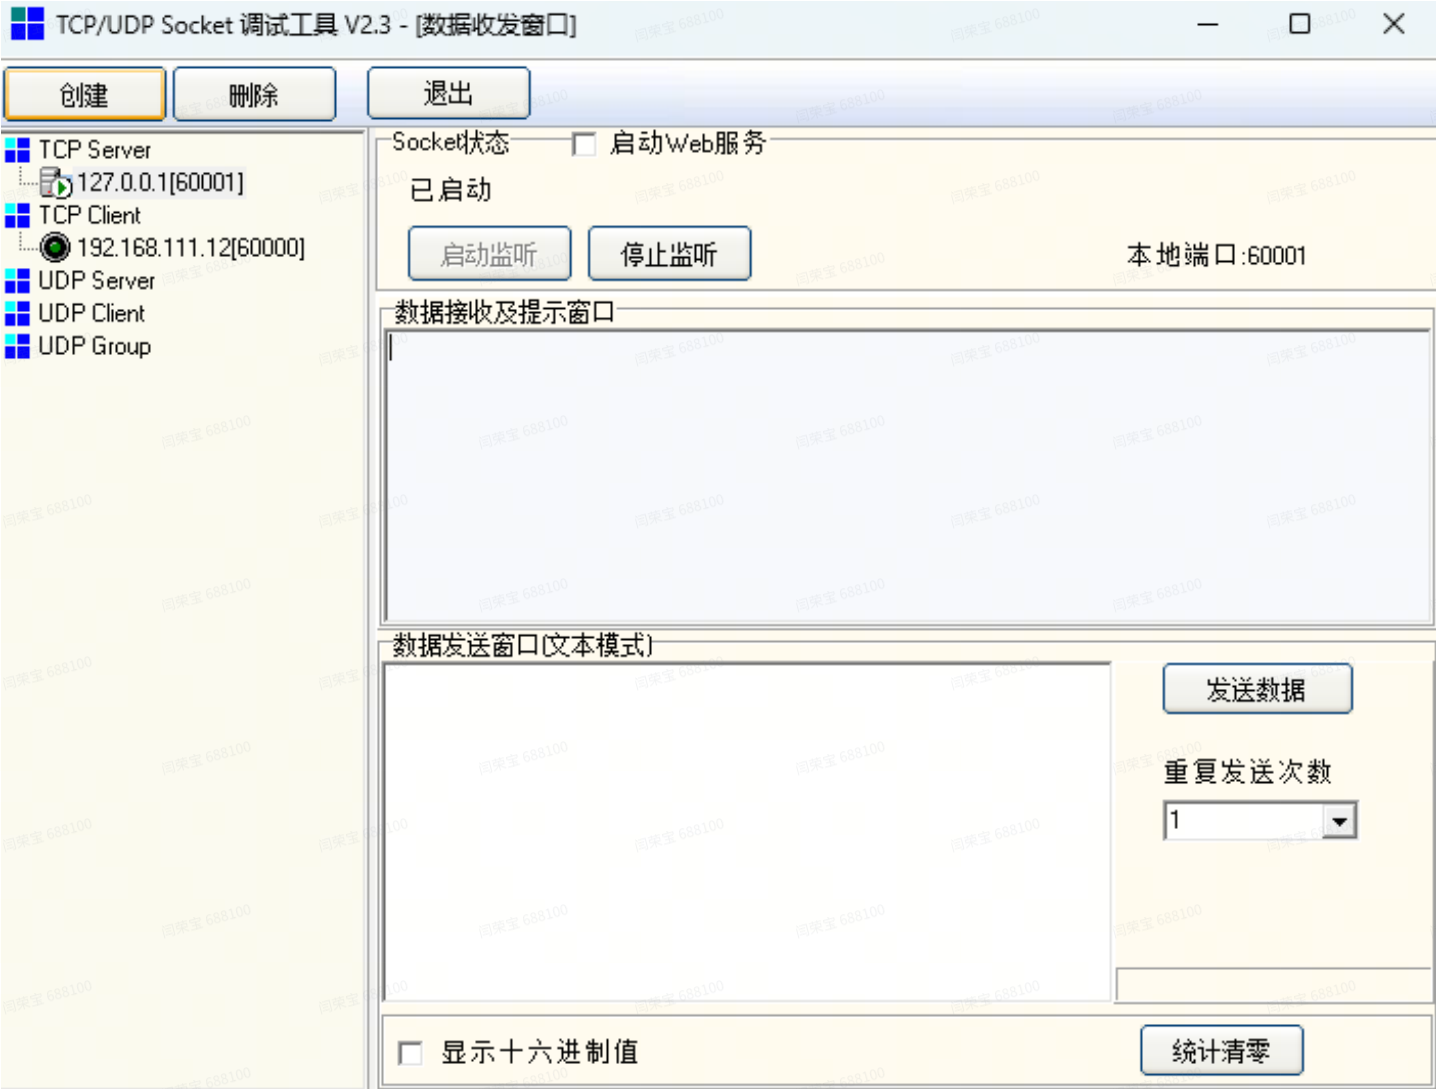 TCP/UDP Socket 调试工具 V2.3 - [数据收发窗口]
创建
删除
退出
TCP Server
127.0.0.1[60001]
TCP Client
192.168.111.12[60000]
UDP Server
UDP Client
UDP Group
Socket状态
启动Web服务
已启动
启动监听
停止监听
本地端口:60001
数据接收及提示窗口
数据发送窗口(文本模式)
发送数据
重复发送次数
1
显示十六进制值
统计清零
闫荣宝 688100